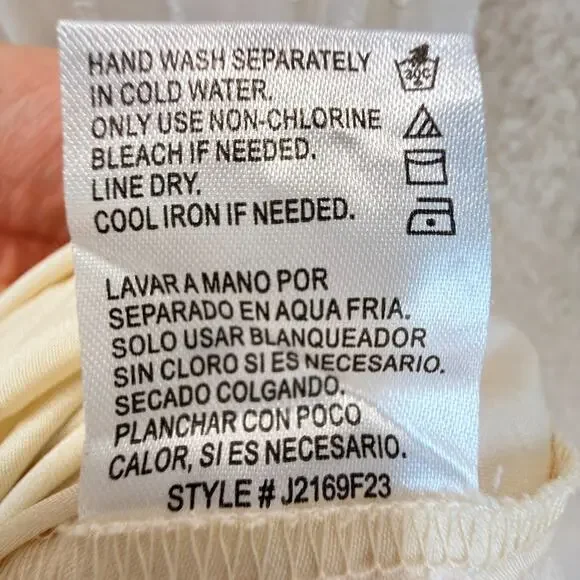 HAND WASH SEPARATELY
IN COLD WATER.
ONLY USE NON-CHLORINE
BLEACH IF NEEDED.
LINE DRY.
COOL IRON IF NEEDED.
30C
LAVAR A MANO POR
SEPARADO EN AQUA FRIA.
SOLO USAR BLANQUEADOR
SIN CLORO SI ES NECESARIO.
SECADO COLGANDO.
PLANCHAR CON POCO
CALOR, SI ES NECESARIO.
STYLE # J2169F23